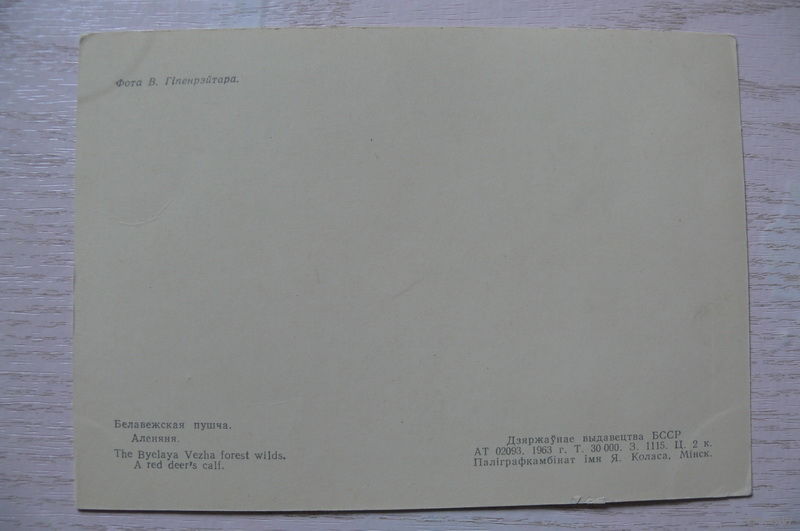 Фота В. Гіпенрэйтара.
Белавежская пушча.
Аленяня.
The Byelaya Vezha forest wilds.
A red deer's calf.
Дзяржаўнае выдавецтва БССР
АТ 02093. 1963 г. Т. 30 000. З. 1115. Ц. 2 к.
Паліграфкамбінат імя Я. Коласа, Мінск.